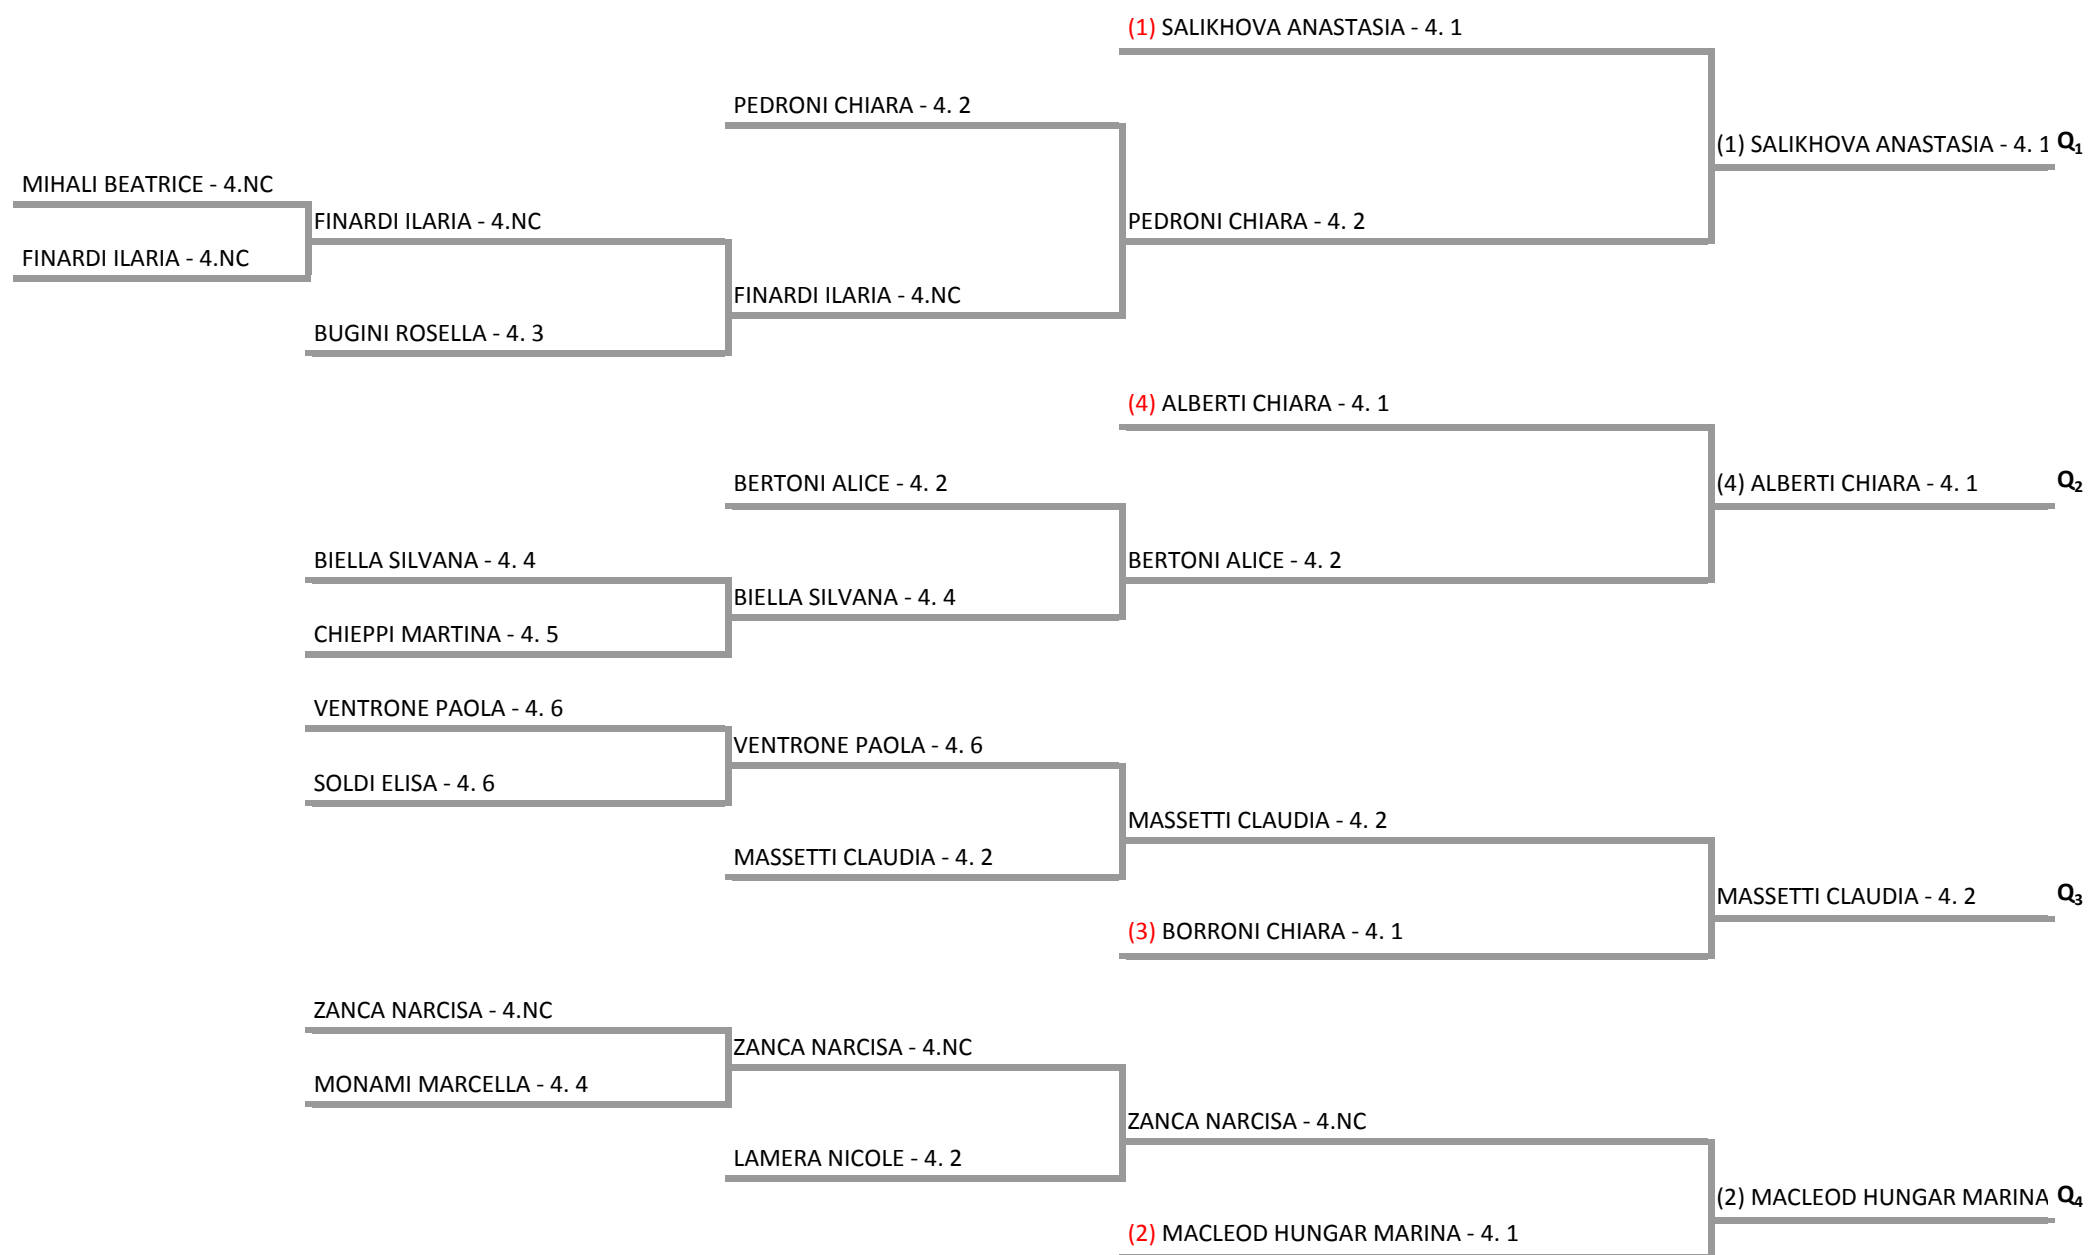 (1) SALIKHOVA ANASTASIA - 4. 1
PEDRONI CHIARA - 4. 2
(1) SALIKHOVA ANASTASIA - 4. 1 Q1
MIHALI BEATRICE - 4.NC
FINARDI ILARIA - 4.NC
PEDRONI CHIARA - 4. 2
FINARDI ILARIA - 4.NC
FINARDI ILARIA - 4.NC
BUGINI ROSELLA - 4. 3
(4) ALBERTI CHIARA - 4. 1
BERTONI ALICE - 4. 2
(4) ALBERTI CHIARA - 4. 1 Q2
BIELLA SILVANA - 4. 4
BERTONI ALICE - 4. 2
BIELLA SILVANA - 4. 4
CHIEPPI MARTINA - 4. 5
VENTRONE PAOLA - 4. 6
VENTRONE PAOLA - 4. 6
SOLDI ELISA - 4. 6
MASSETTI CLAUDIA - 4. 2
MASSETTI CLAUDIA - 4. 2
MASSETTI CLAUDIA - 4. 2 Q3
(3) BORRONI CHIARA - 4. 1
ZANCA NARCISA - 4.NC
ZANCA NARCISA - 4.NC
MONAMI MARCELLA - 4. 4
ZANCA NARCISA - 4.NC
LAMERA NICOLE - 4. 2
(2) MACLEOD HUNGAR MARINA Q4
(2) MACLEOD HUNGAR MARINA - 4. 1